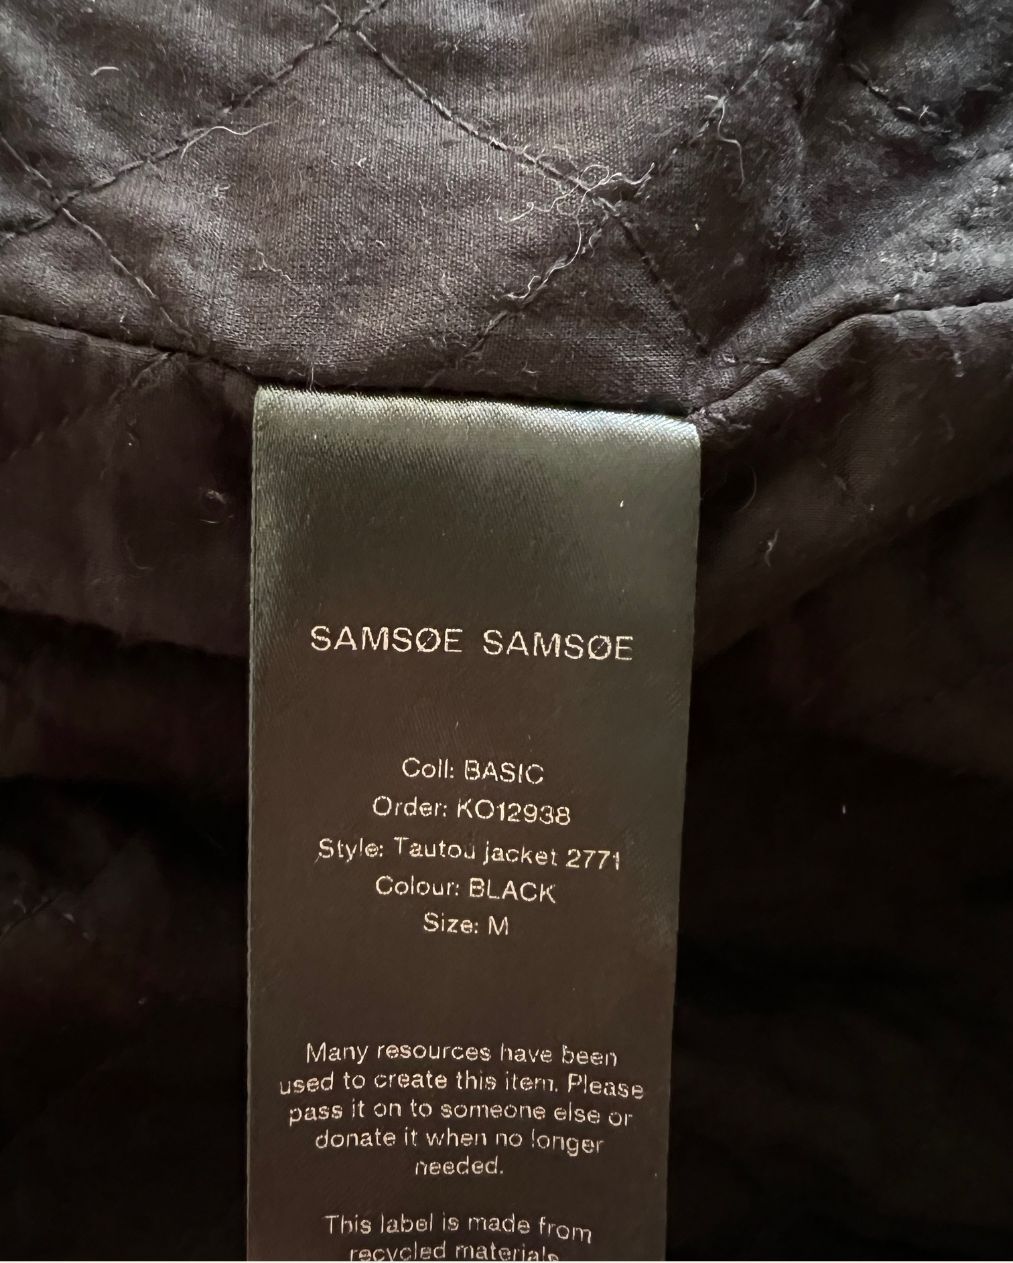 SAMSØE SAMSØE
Coll: BASIC
Order: KO12938
Style: Tautou jacket 2771
Colour: BLACK
Size: M
Many resources have been
used to create this item. Please
pass it on to someone else or
donate it when no longer
needed.
This label is made from
recycled materials